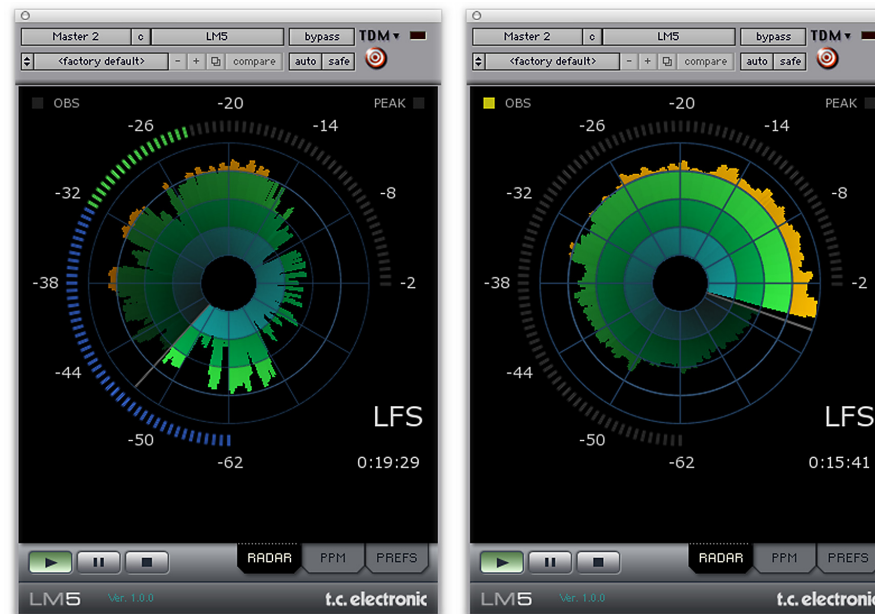 Master 2 c LM5 bypass TDM
<factory default> - + compare auto safe
OBS -20 PEAK
-26 -14
-32 -8
-38 -2
-44
-50
LFS
-62 0:19:29
RADAR PPM PREFS
LM5 Ver. 1.0.0 t.c. electronic
Master 2 c LM5 bypass TDM
<factory default> - + compare auto safe
OBS -20 PEAK
-26 -14
-32 -8
-38 -2
-44
LFS
-50
-62 0:15:41
RADAR PPM PREFS
LM5 Ver. 1.0.0 t.c. electronic